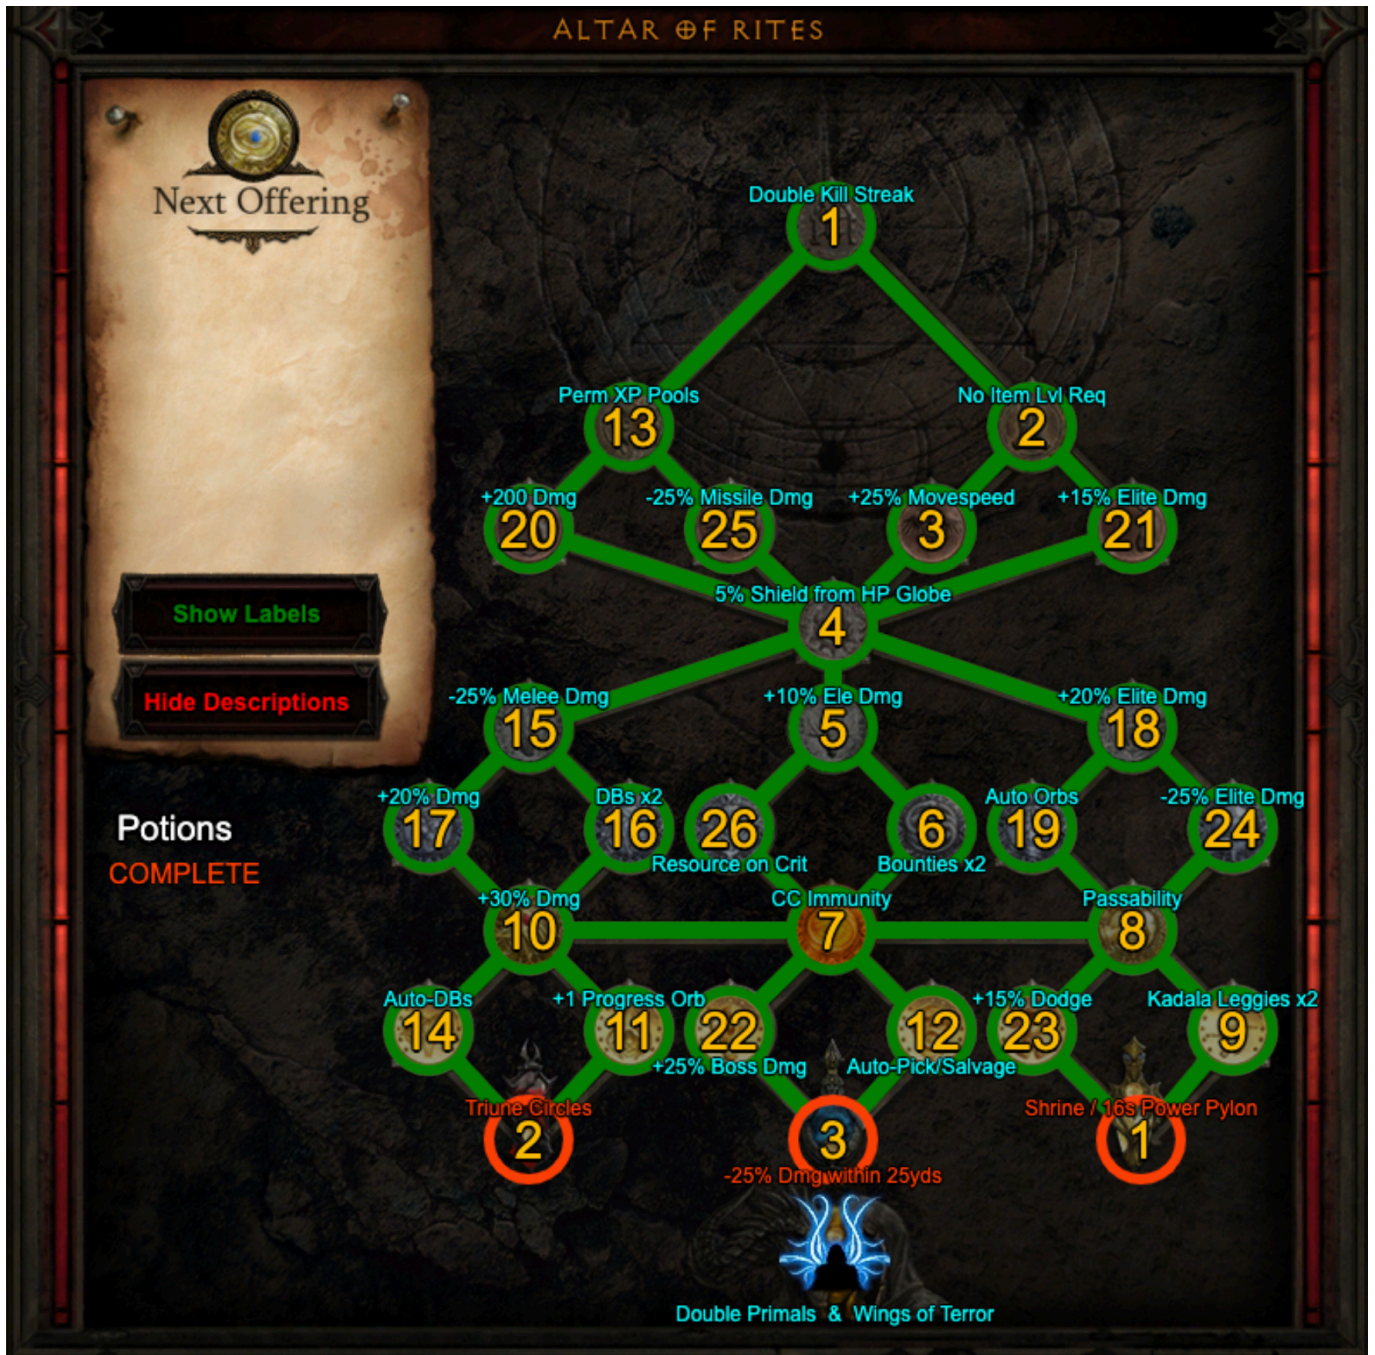 ALTAR OF RITES
Next Offering
Show Labels
Hide Descriptions
Potions
COMPLETE
Double Kill Streak
1
Perm XP Pools
13
No Item Lvl Req
2
+200 Dmg
20
-25% Missile Dmg
25
+25% Movespeed
3
+15% Elite Dmg
21
5% Shield from HP Globe
4
-25% Melee Dmg
15
+10% Ele Dmg
5
+20% Elite Dmg
18
+20% Dmg
17
DBs x2
16
26
Resource on Crit
6
Bounties x2
Auto Orbs
19
-25% Elite Dmg
24
+30% Dmg
10
CC Immunity
7
Passability
8
Auto-DBs
14
+1 Progress Orb
11
22
+25% Boss Dmg
12
Auto-Pick/Salvage
+15% Dodge
23
Kadala Leggies x2
9
Triune Circles
2
3
-25% Dmg within 25yds
Shrine / 16s Power Pylon
1
Double Primals & Wings of Terror